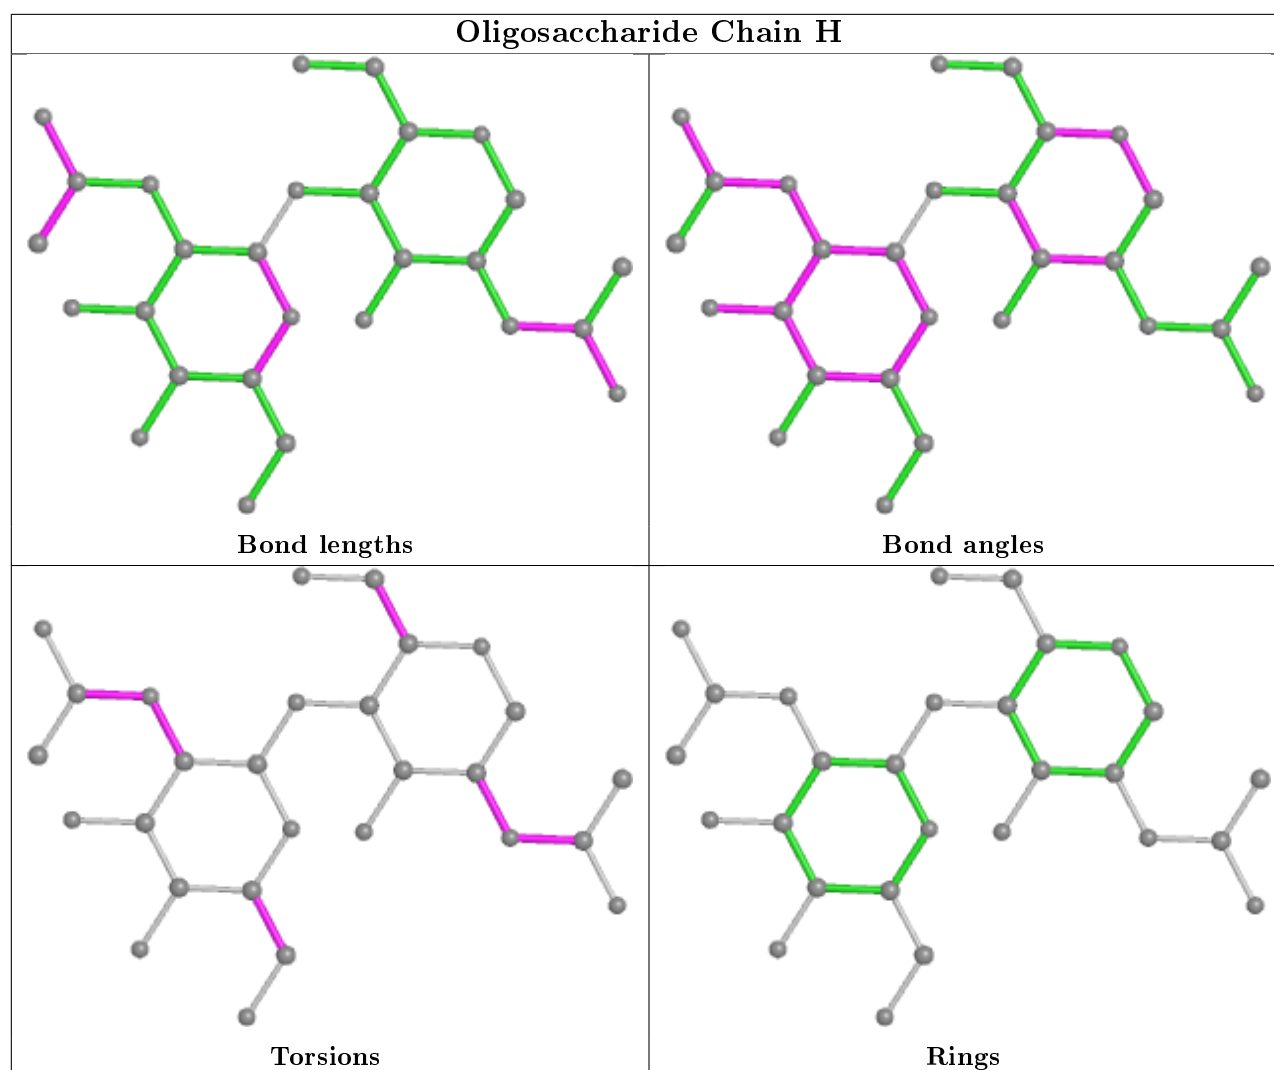 Oligosaccharide Chain H
Bond lengths
Bond angles
Torsions
Rings